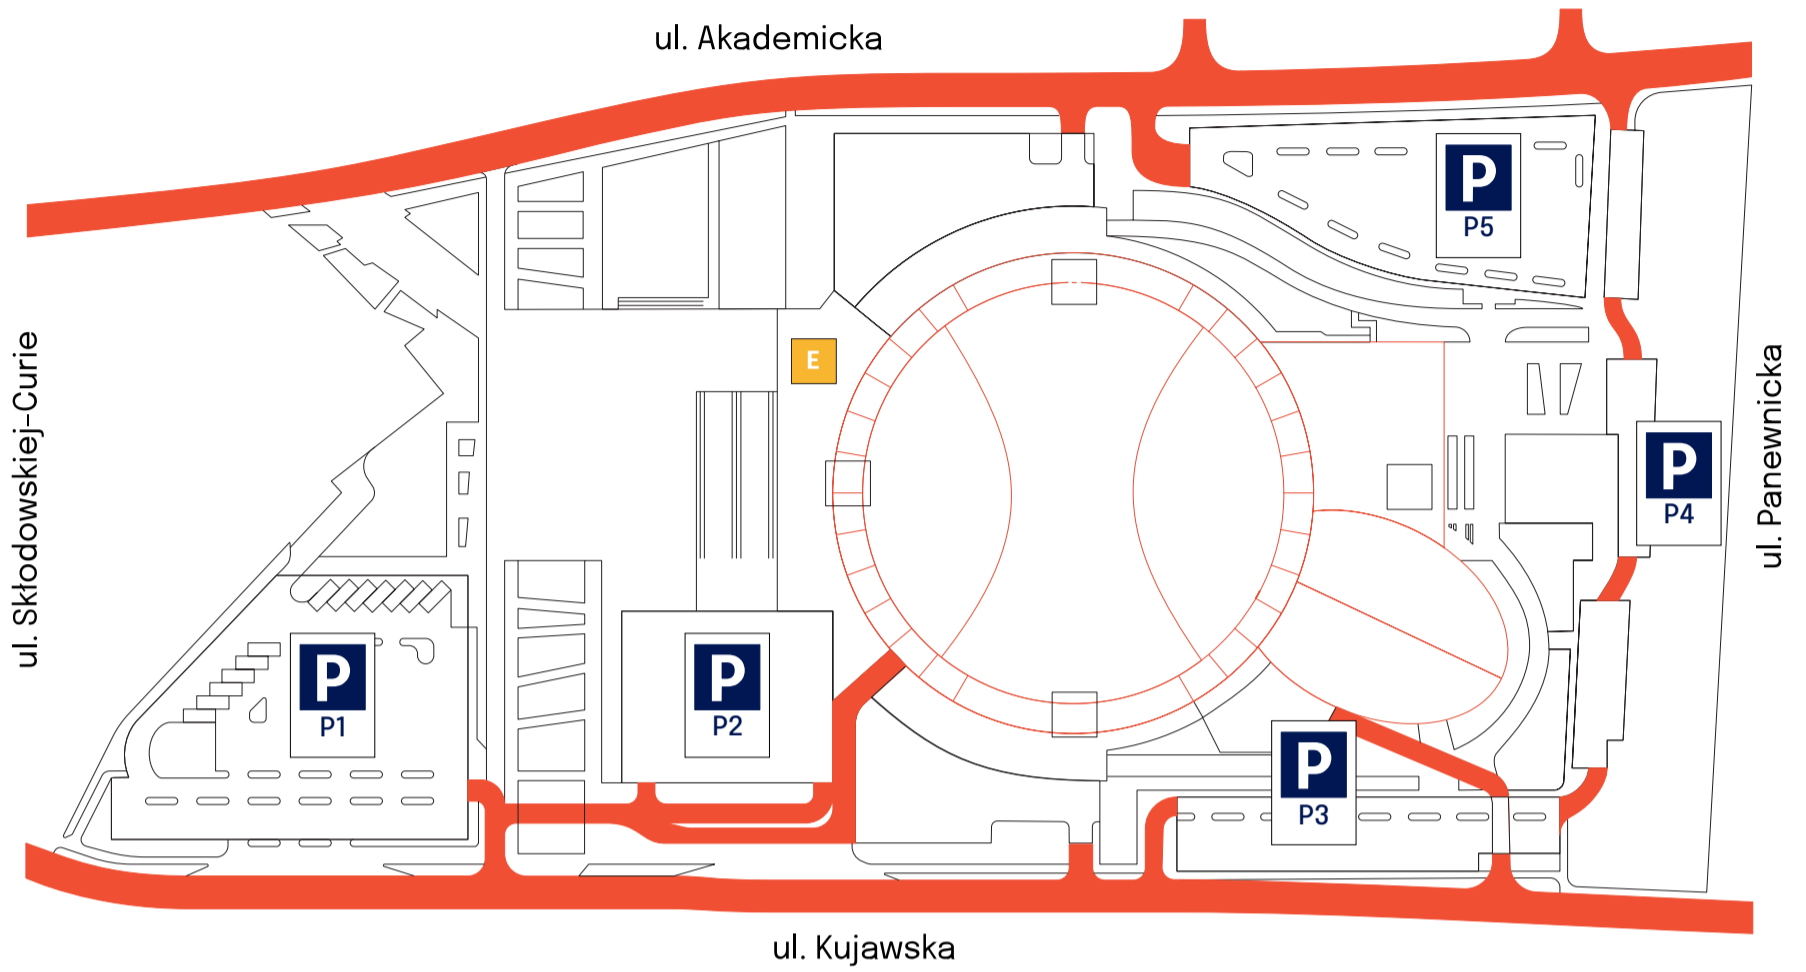 ul. Akademicka
P
P5
ul. Skłodowskiej-Curie
E
ul. Panewnicka
P
P4
P
P1
P
P2
P
P3
ul. Kujawska